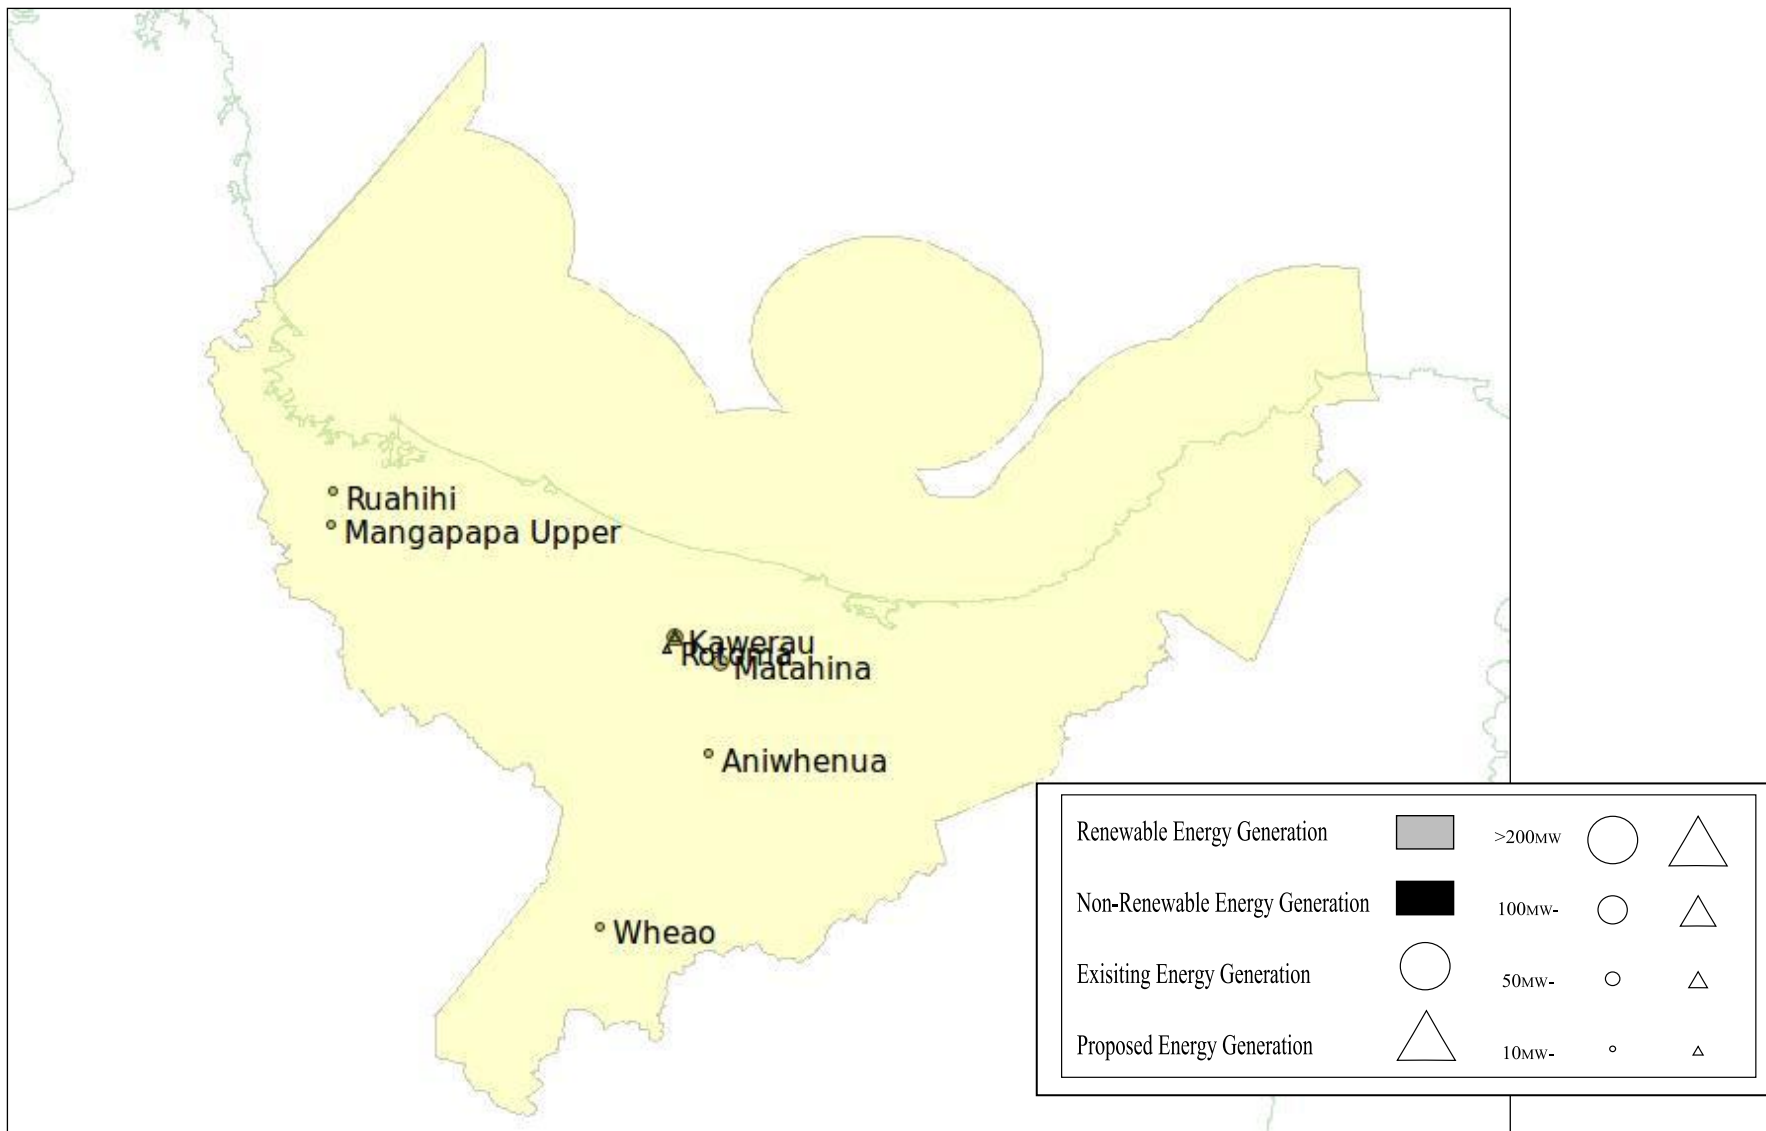 Ruahihi
Mangapapa Upper
Kawerau
Rotoma
Matahina
Aniwhenua
Wheao
Renewable Energy Generation >200MW
Non-Renewable Energy Generation 100MW-
Exisiting Energy Generation 50MW-
Proposed Energy Generation 10MW-